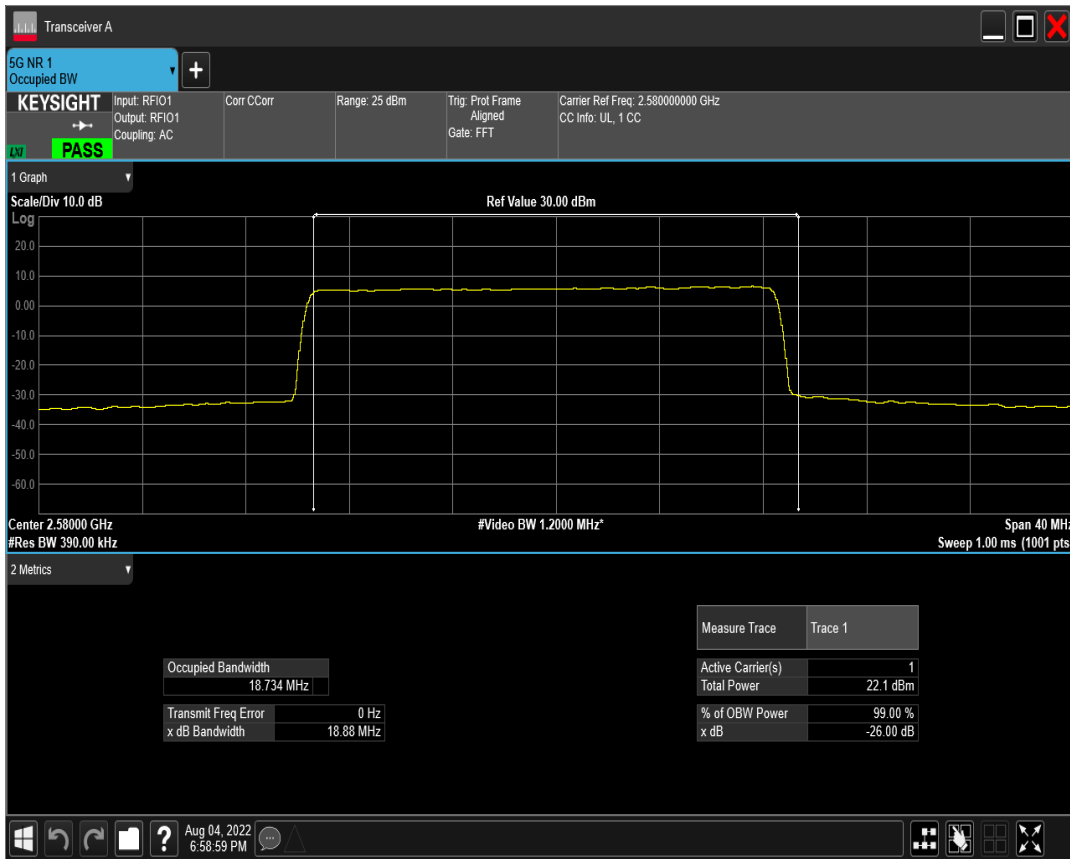 Transceiver A
5G NR 1
Occupied BW
KEYSIGHT
Input: RFIO1
Output: RFIO1
Coupling: AC
Corr CCorr
Range: 25 dBm
Trig: Prot Frame
Aligned
Gate: FFT
Carrier Ref Freq: 2.580000000 GHz
CC Info: UL, 1 CC
LXI
PASS
1 Graph
Scale/Div 10.0 dB
Ref Value 30.00 dBm
Log
20.0
10.0
0.00
-10.0
-20.0
-30.0
-40.0
-50.0
-60.0
Center 2.58000 GHz
#Video BW 1.2000 MHz*
Span 40 MHz
#Res BW 390.00 kHz
Sweep 1.00 ms (1001 pts
2 Metrics
Measure Trace Trace 1
Occupied Bandwidth
18.734 MHz
Active Carrier(s) 1
Total Power 22.1 dBm
Transmit Freq Error 0 Hz
x dB Bandwidth 18.88 MHz
% of OBW Power 99.00 %
x dB -26.00 dB
?
Aug 04, 2022
6:58:59 PM